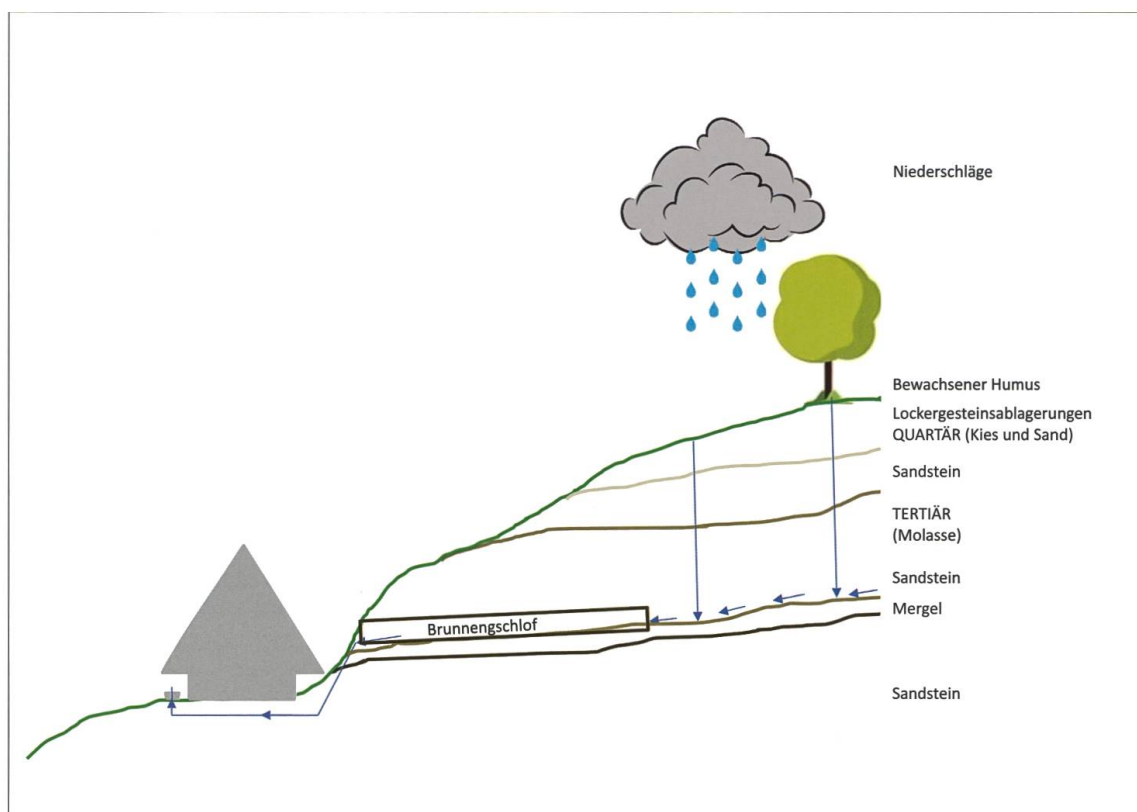 Niederschläge
Bewachsener Humus
Lockergesteinsablagerungen
QUARTÄR (Kies und Sand)
Sandstein
TERTIÄR
(Molasse)
Sandstein
Mergel
Brunnengschlof
Sandstein